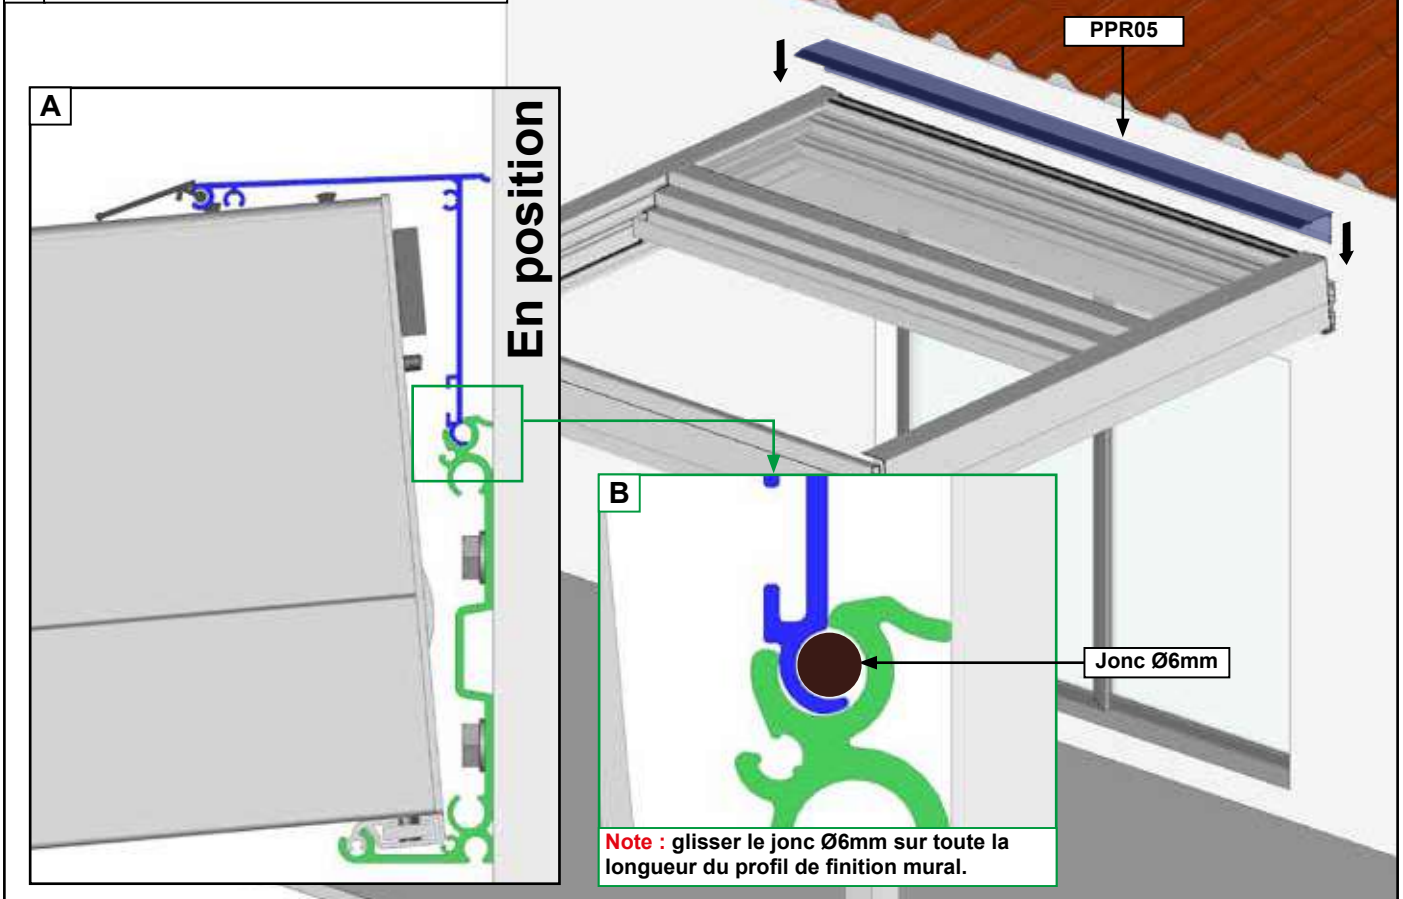 PPR05
A
En position
B
Jonc Ø6mm
Note : glisser le jonc Ø6mm sur toute la
longueur du profil de finition mural.